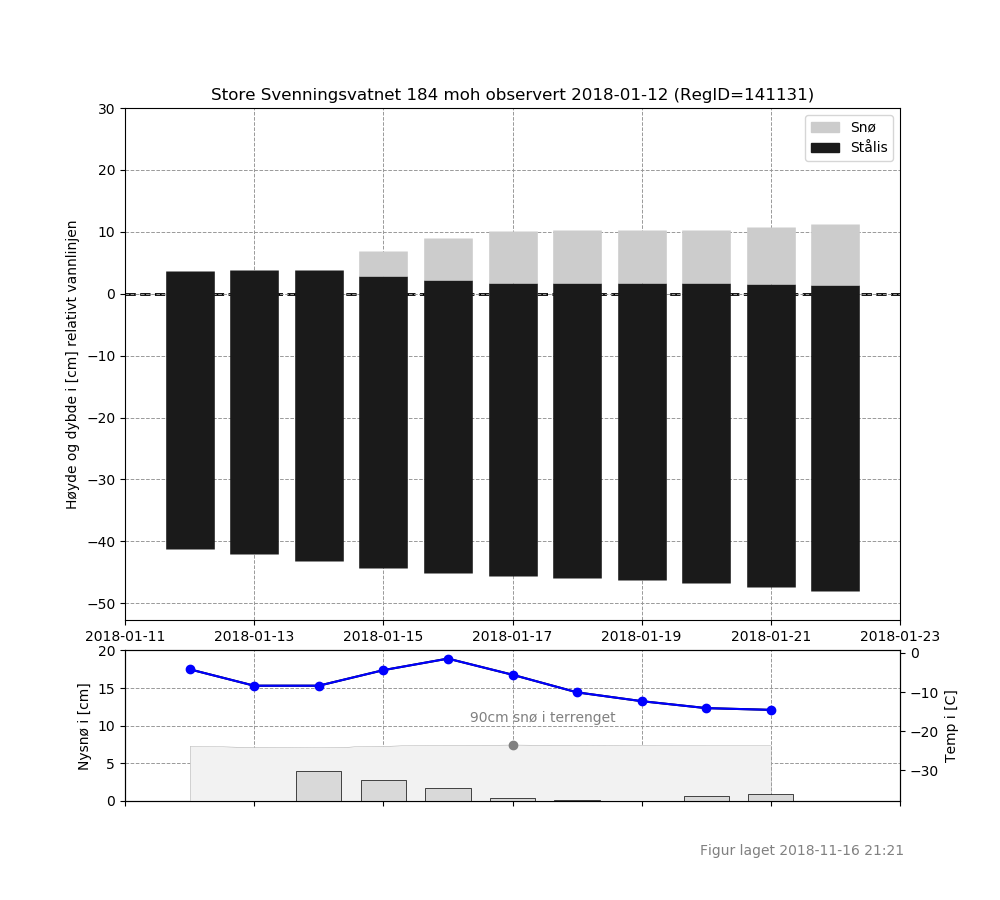 Store Svenningsvatnet 184 moh observert 2018-01-12 (RegID=141131)
Høyde og dybde i [cm] relativt vannlinjen
30
20
10
0
−10
−20
−30
−40
−50
Snø
Stålis
2018-01-11 2018-01-13 2018-01-15 2018-01-17 2018-01-19 2018-01-21 2018-01-23
Nysnø i [cm]
20
15
10
5
0
90cm snø i terrenget
0
−10
−20
−30
Temp i [C]
Figur laget 2018-11-16 21:21